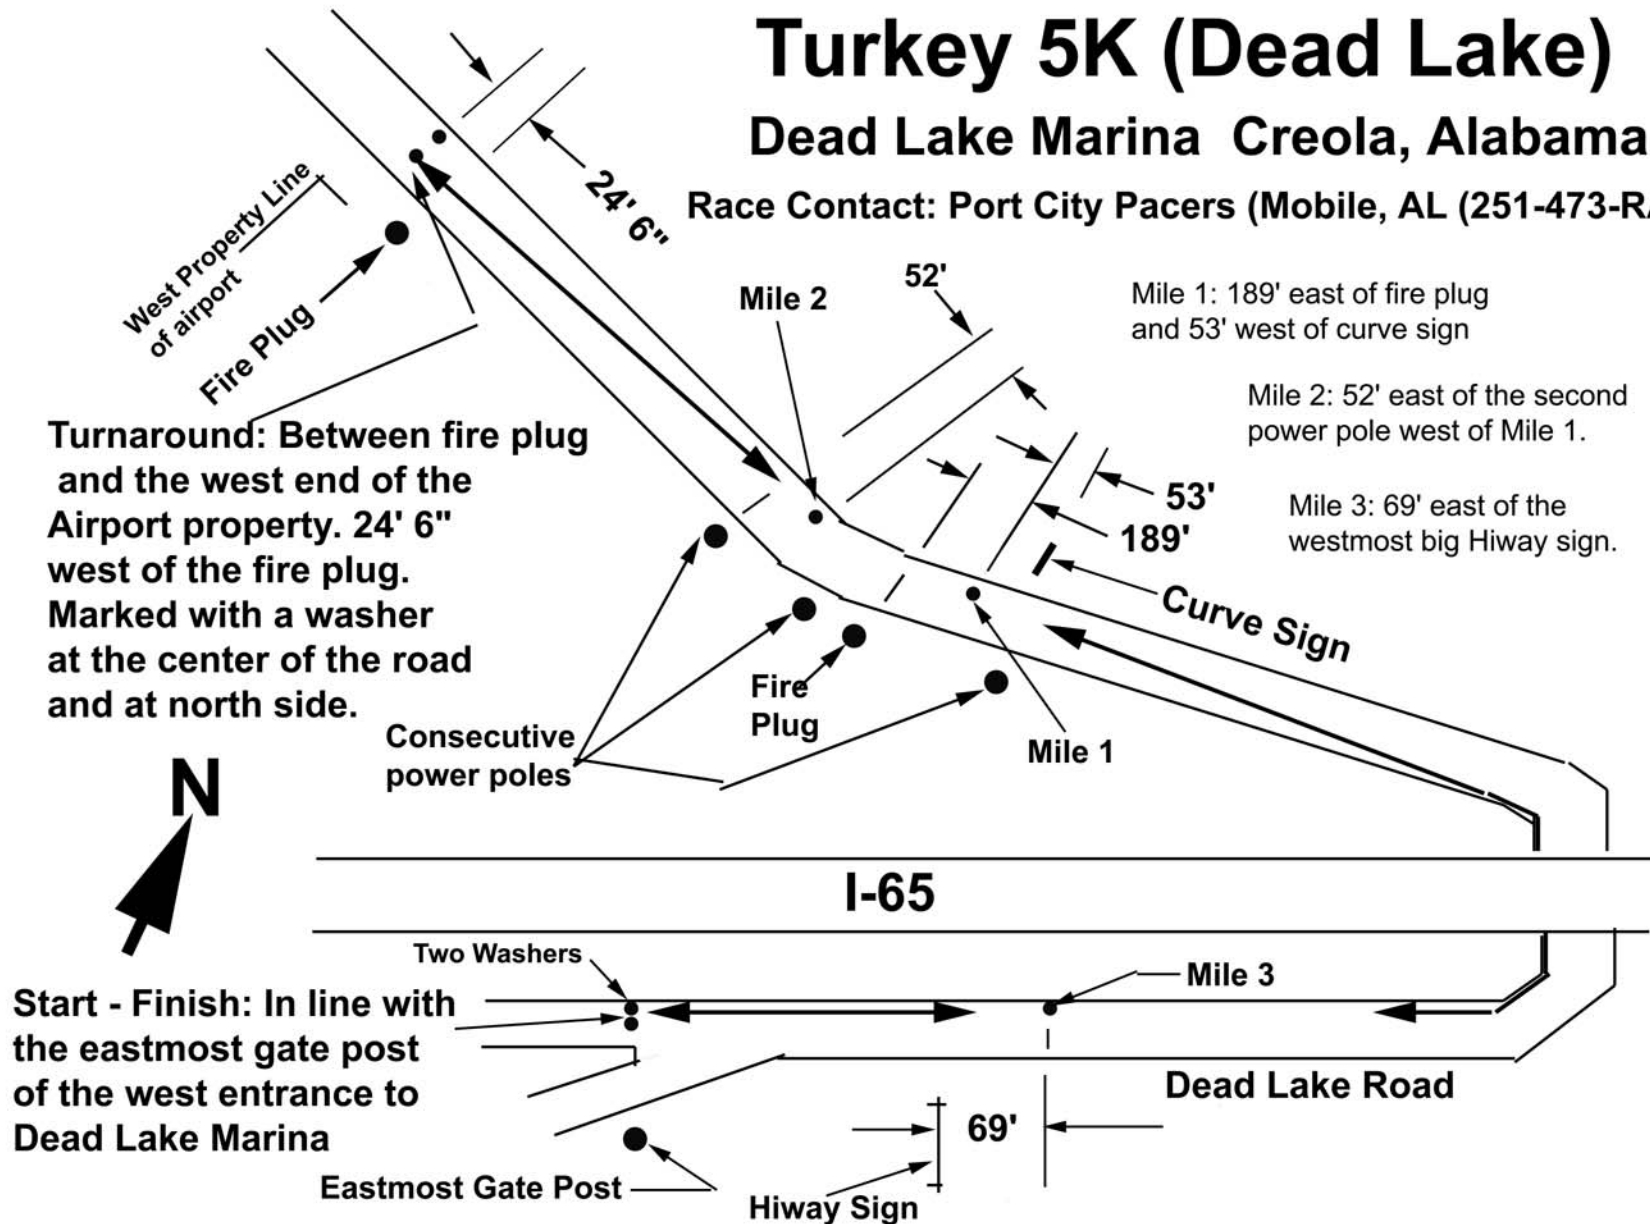 Turkey 5K (Dead Lake)
Dead Lake Marina Creola, Alabama
Race Contact: Port City Pacers (Mobile, AL (251-473-RA
24' 6"
West Property Line
of airport
Fire Plug
52'
Mile 2
Mile 1: 189' east of fire plug
and 53' west of curve sign
Mile 2: 52' east of the second
power pole west of Mile 1.
Mile 3: 69' east of the
westmost big Hiway sign.
Turnaround: Between fire plug
and the west end of the
Airport property. 24' 6"
west of the fire plug.
Marked with a washer
at the center of the road
and at north side.
53'
189'
Curve Sign
Fire
Plug
Consecutive
power poles
Mile 1
N
I-65
Two Washers
Mile 3
Start - Finish: In line with
the eastmost gate post
of the west entrance to
Dead Lake Marina
Dead Lake Road
69'
Eastmost Gate Post
Hiway Sign